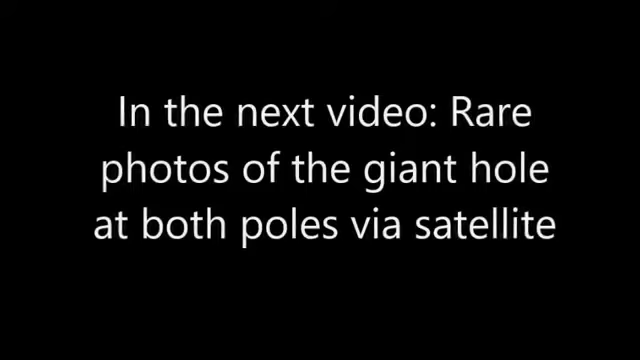 In the next video: Rare
photos of the giant hole
at both poles via satellite